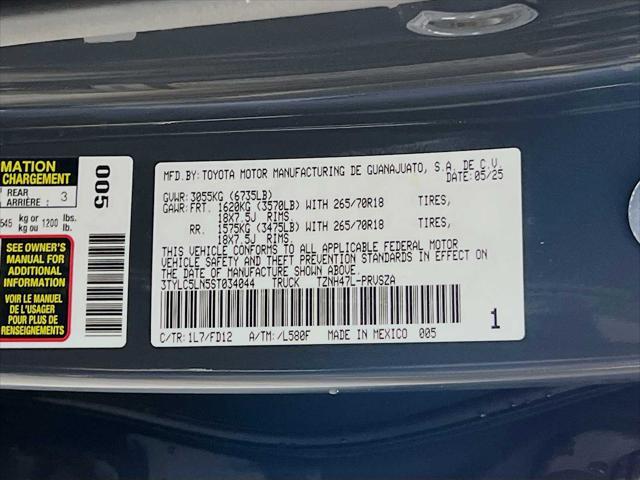 MATION
CHARGEMENT
REAR
ARRIÈRE : 3
545 kg or 1200 lbs.
kg ou lb.
SEE OWNER'S
MANUAL FOR
ADDITIONAL
INFORMATION
VOIR LE MANUEL
DE L'USAGER
POUR PLUS DE
RENSEIGNEMENTS
005
MFD. BY: TOYOTA MOTOR MANUFACTURING DE GUANAJUATO, S.A. DE C.V.
DATE: 05/25
GVWR: 3055KG (6735LB)
GAWR: FRT. 1620KG (3570LB) WITH 265/70R18 TIRES,
18X7.5J RIMS.
RR. 1575KG (3475LB) WITH 265/70R18 TIRES,
18X7.5J RIMS.
THIS VEHICLE CONFORMS TO ALL APPLICABLE FEDERAL MOTOR
VEHICLE SAFETY AND THEFT PREVENTION STANDARDS IN EFFECT
ON THE DATE OF MANUFACTURE SHOWN ABOVE.
3TYLC5LN5ST034044 TRUCK TZNH47L-PRVSZA
C/TR: 1L7/FD12 A/TM: /L580F MADE IN MEXICO 005
1